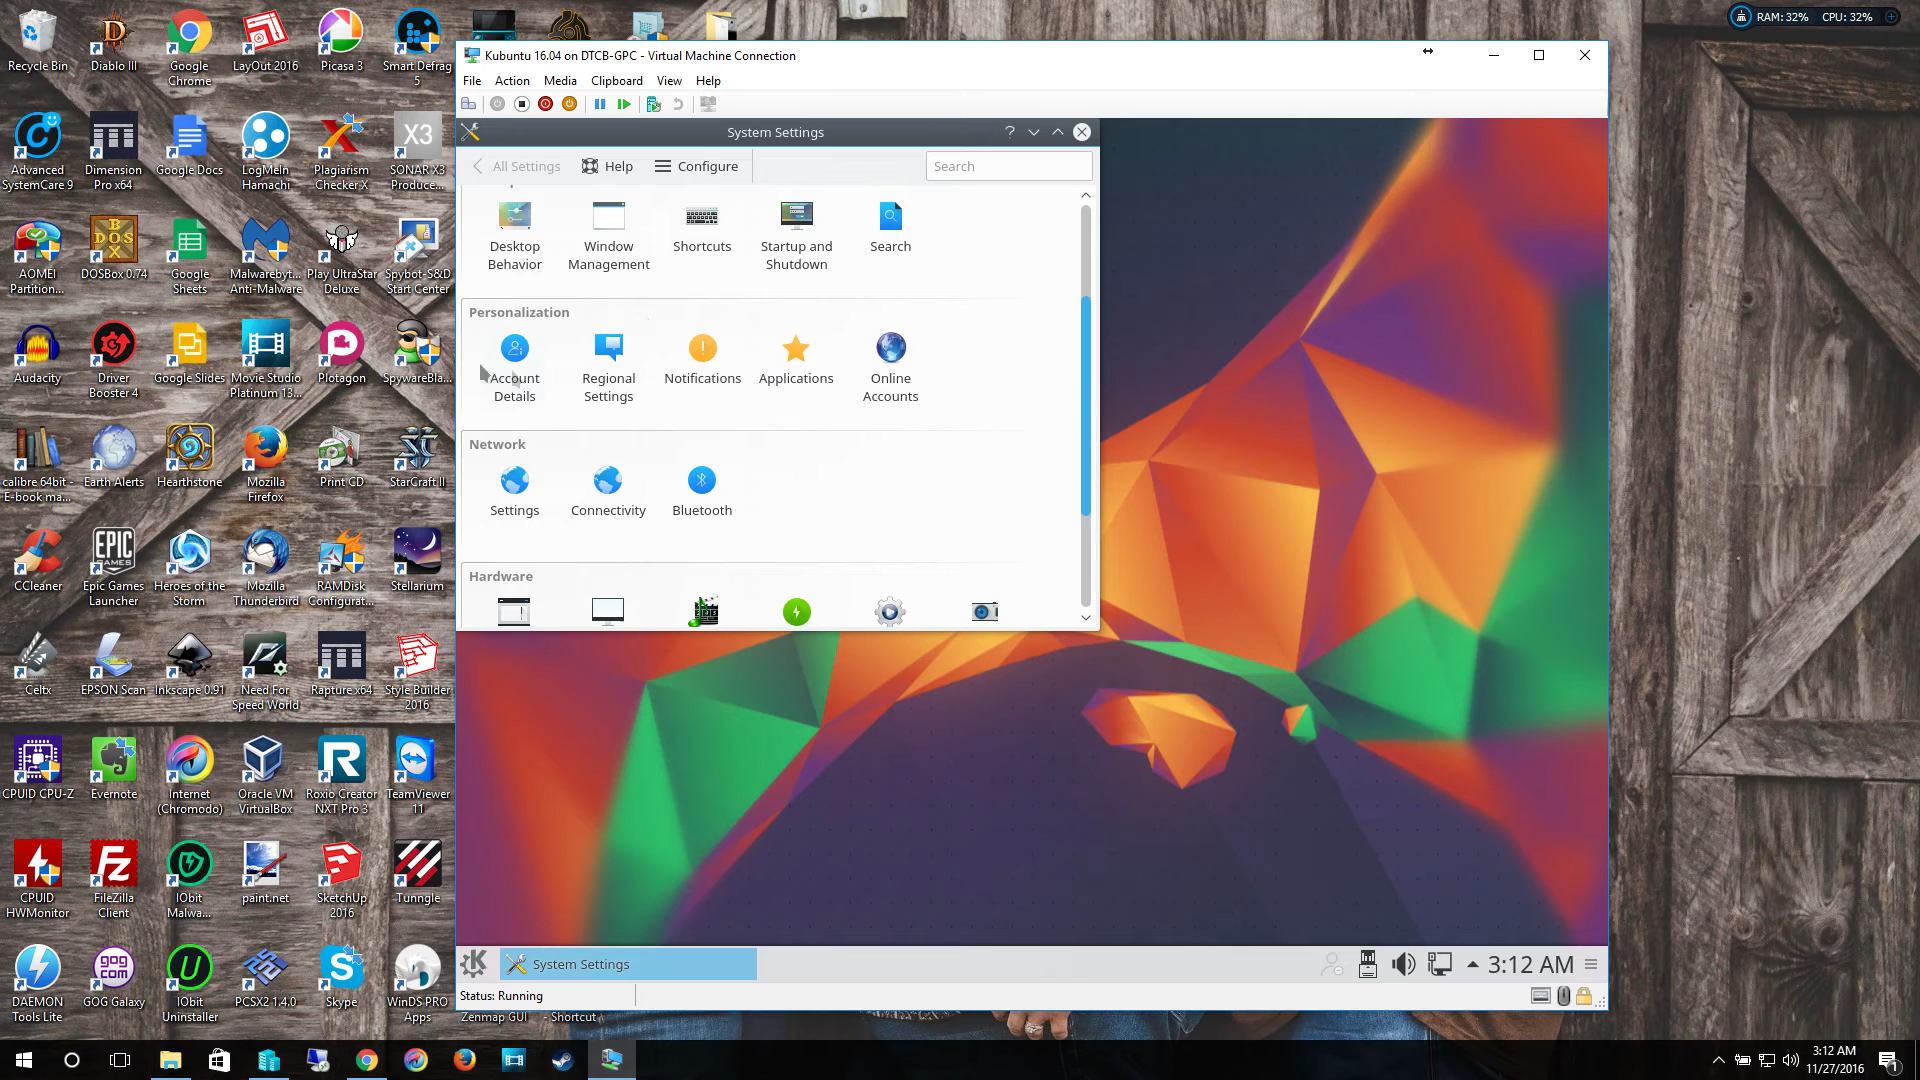 RAM: 32% CPU: 32%
Recycle Bin
Diablo III
Google
Chrome
LayOut 2016
Picasa 3
Smart Defrag
5
Advanced
SystemCare 9
Dimension
Pro x64
Google Docs
LogMeIn
Hamachi
Plagiarism
Checker X
X3
SONAR X3
Produce...
AOMEI
Partition...
BOX
DOS
DOSBox 0.74
Google
Sheets
Malwarebyt...
Anti-Malware
Play UltraStar
Deluxe
Spybot-S&D
Start Center
Audacity
Driver
Booster 4
Google Slides
Movie Studio
Platinum 13...
Plotagon
SpywareBla...
calibre 64bit -
E-book ma...
Earth Alerts
Hearthstone
Mozilla
Firefox
Print CD
StarCraft II
CCleaner
EPIC
GAMES
Epic Games
Launcher
Heroes of the
Storm
Mozilla
Thunderbird
RAMDisk
Configurat...
Stellarium
Celtx
EPSON Scan
Inkscape 0.91
Need For
Speed World
Rapture x64
Style Builder
2016
CPUID CPU-Z
Evernote
Internet
(Chromodo)
Oracle VM
VirtualBox
R
Roxio Creator
NXT Pro 3
TeamViewer
11
CPUID
HWMonitor
Fz
FileZilla
Client
IObit
Malwa...
paint.net
SketchUp
2016
Tunngle
DAEMON
Tools Lite
GOG
COM
GOG Galaxy
U
IObit
Uninstaller
PCSX2 1.4.0
S
Skype
WinDS PRO
Apps
Zenmap GUI
- Shortcut
Kubuntu 16.04 on DTCB-GPC - Virtual Machine Connection
File Action Media Clipboard View Help
System Settings
All Settings Help Configure Search
Desktop
Behavior
Window
Management
Shortcuts
Startup and
Shutdown
Search
Personalization
Account
Details
Regional
Settings
Notifications
Applications
Online
Accounts
Network
Settings
Connectivity
Bluetooth
Hardware
System Settings
3:12 AM
Status: Running
3:12 AM
11/27/2016
1